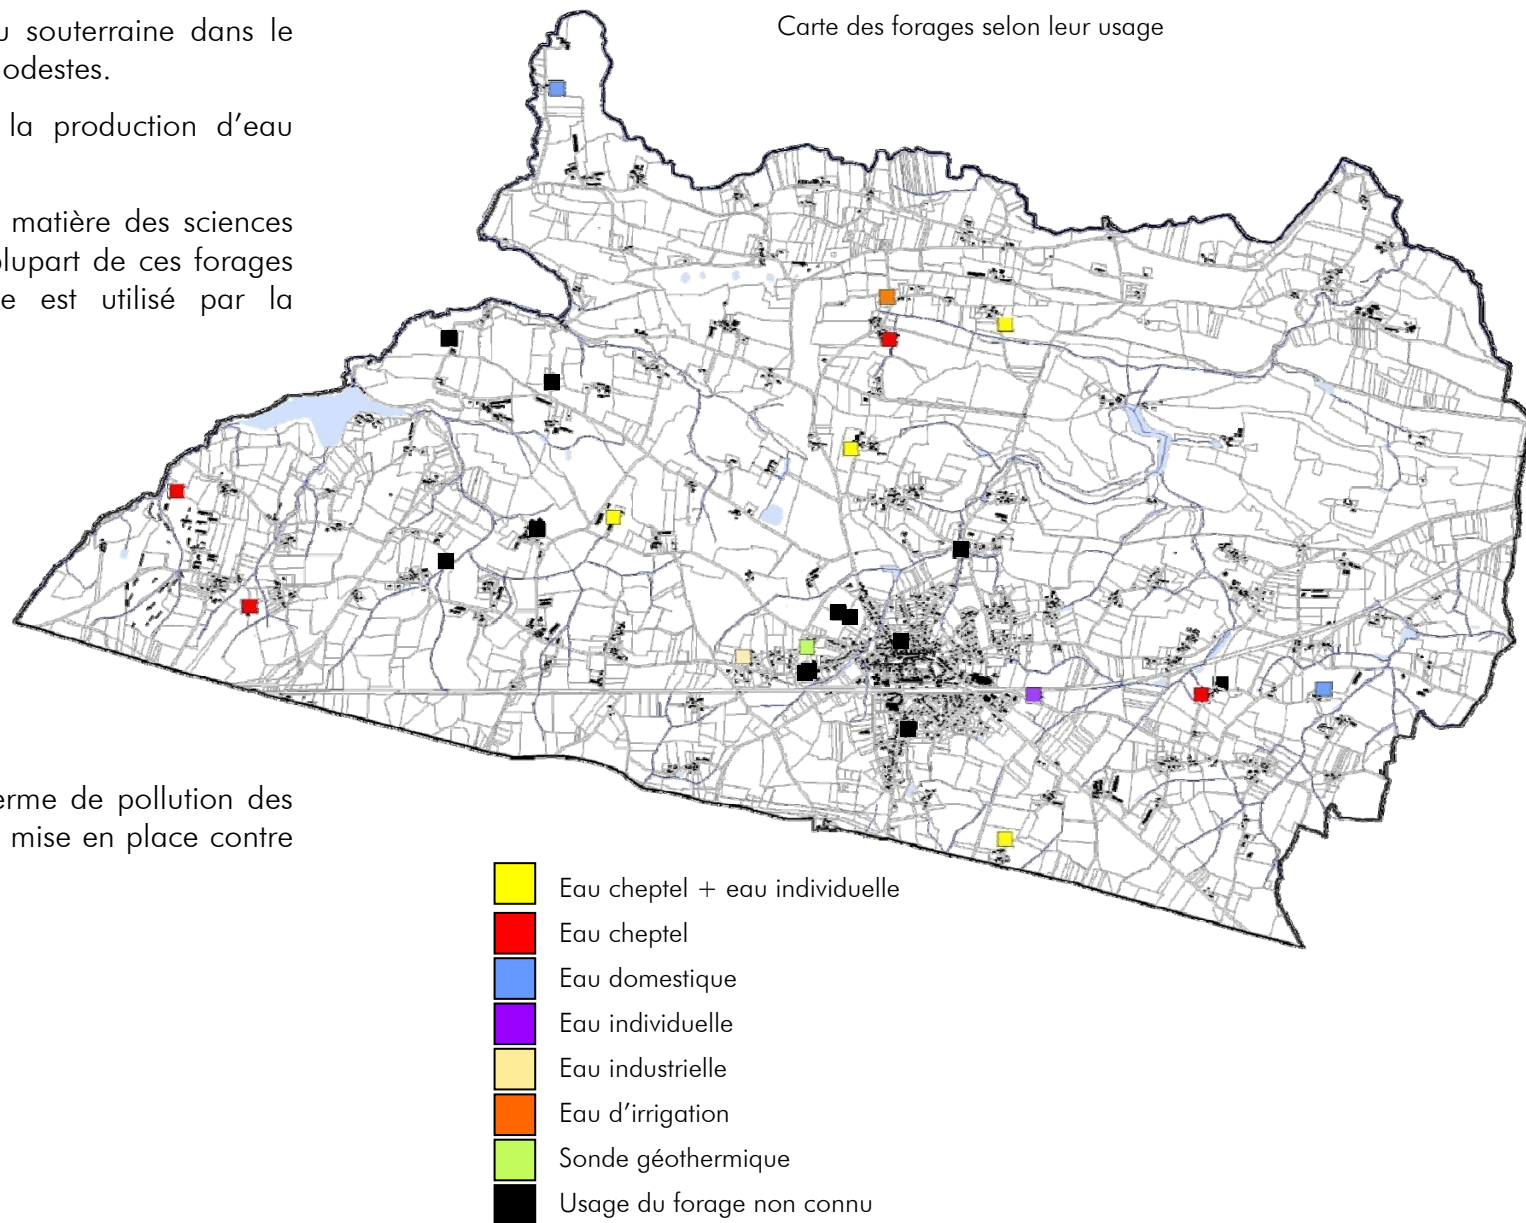 u souterraine dans le
odestes.
la production d’eau
matière des sciences
plupart de ces forages
e est utilisé par la
erme de pollution des
mise en place contre
Carte des forages selon leur usage
Eau cheptel + eau individuelle
Eau cheptel
Eau domestique
Eau individuelle
Eau industrielle
Eau d’irrigation
Sonde géothermique
Usage du forage non connu